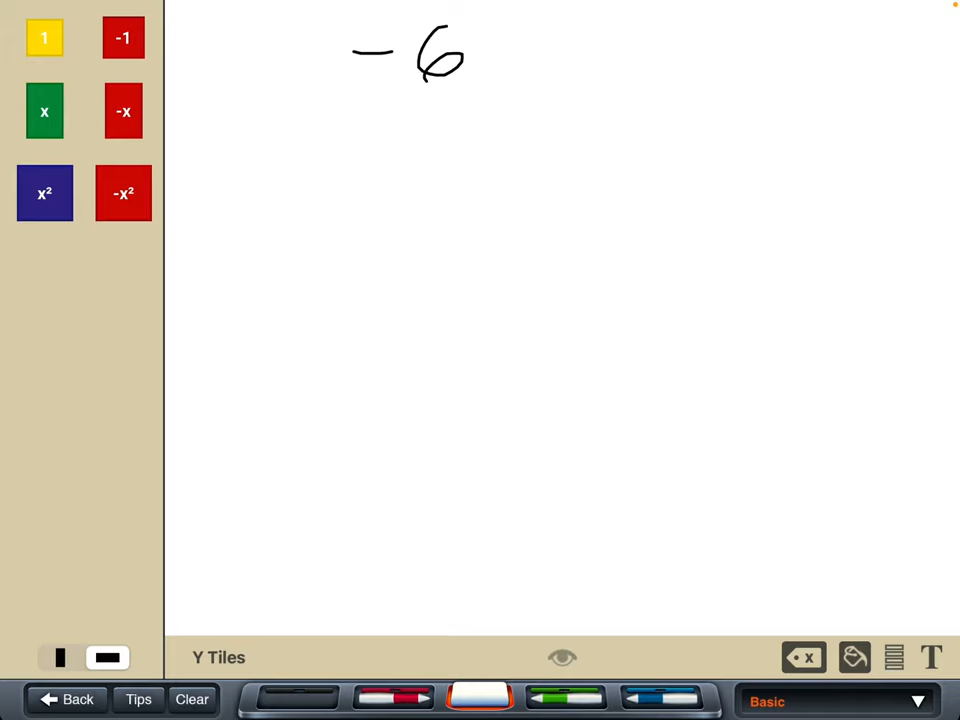 1 -1
x -x
x² -x²
- 6
Y Tiles
x T
Back Tips Clear Basic